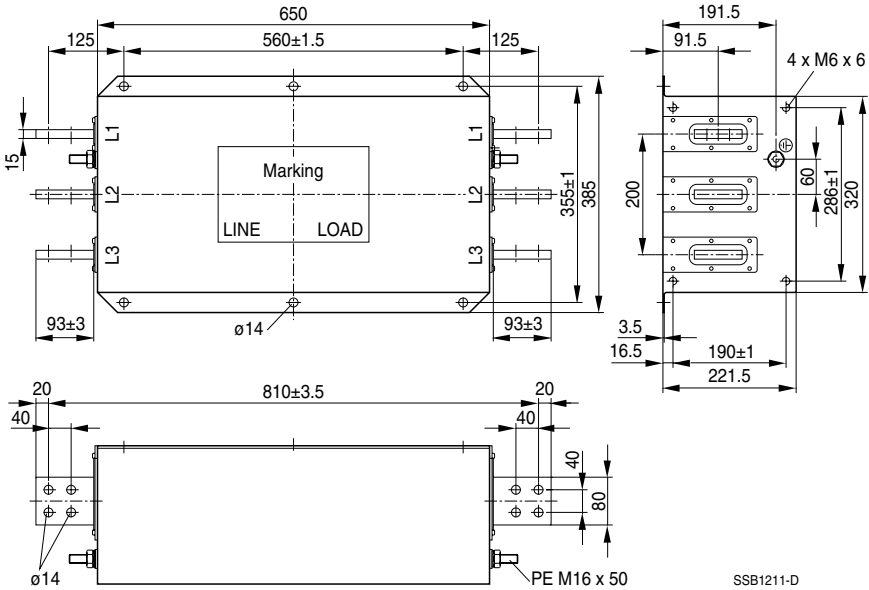 650
125
560±1.5
125
L1
L1
15
L2
Marking
L2
LINE
LOAD
L3
L3
355±1
385
93±3
ø14
93±3
191.5
91.5
4 x M6 x 6
200
60
286±1
320
3.5
16.5
190±1
221.5
20
810±3.5
20
40
40
40
80
ø14
PE M16 x 50
SSB1211-D